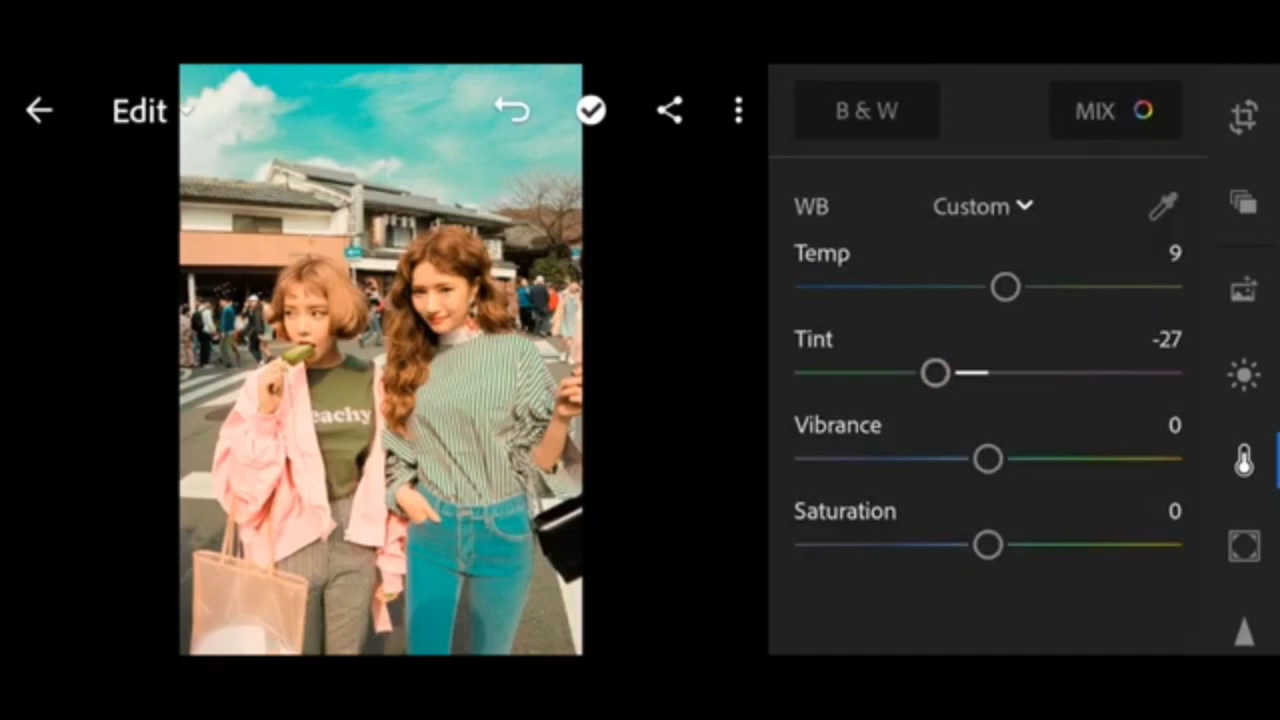 Edit
B & W
MIX
WB
Custom
Temp
9
Tint
-27
Vibrance
0
Saturation
0
eachy